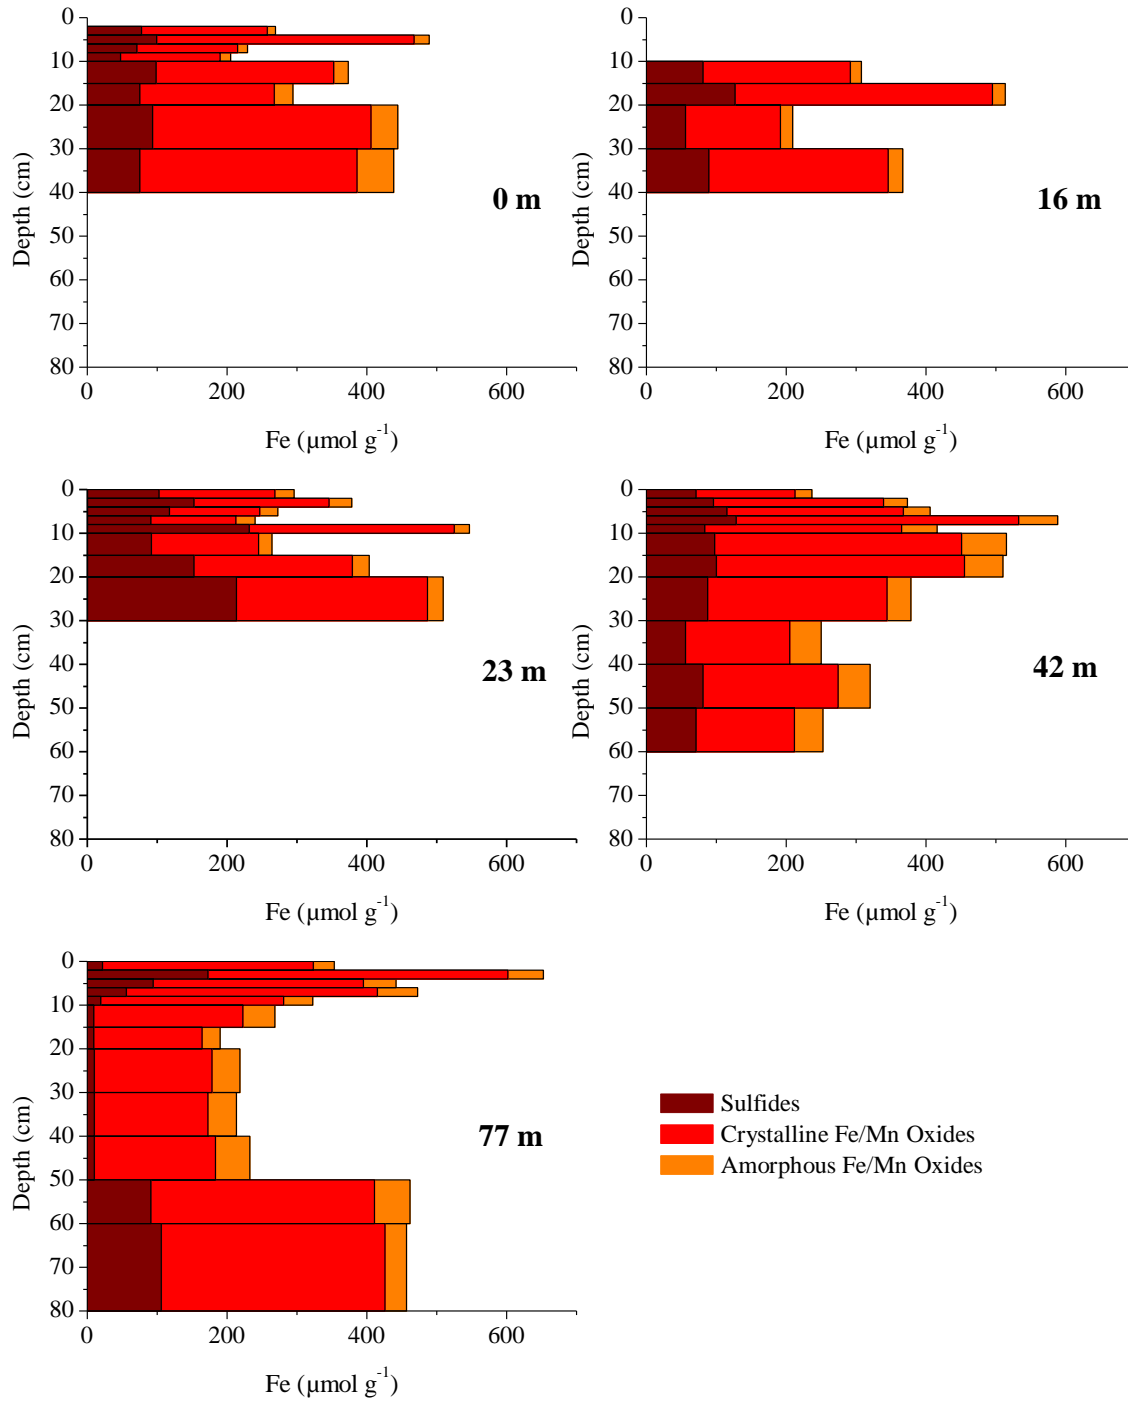 0
10
20
30
40
50
60
70
80
Depth (cm)
0 m
0 200 400 600
Fe (µmol g-1)
0
10
20
30
40
50
60
70
80
Depth (cm)
16 m
0 200 400 600
Fe (µmol g-1)
0
10
20
30
40
50
60
70
80
Depth (cm)
23 m
0 200 400 600
Fe (µmol g-1)
0
10
20
30
40
50
60
70
80
Depth (cm)
42 m
0 200 400 600
Fe (µmol g-1)
0
10
20
30
40
50
60
70
80
Depth (cm)
77 m
0 200 400 600
Fe (µmol g-1)
Sulfides
Crystalline Fe/Mn Oxides
Amorphous Fe/Mn Oxides